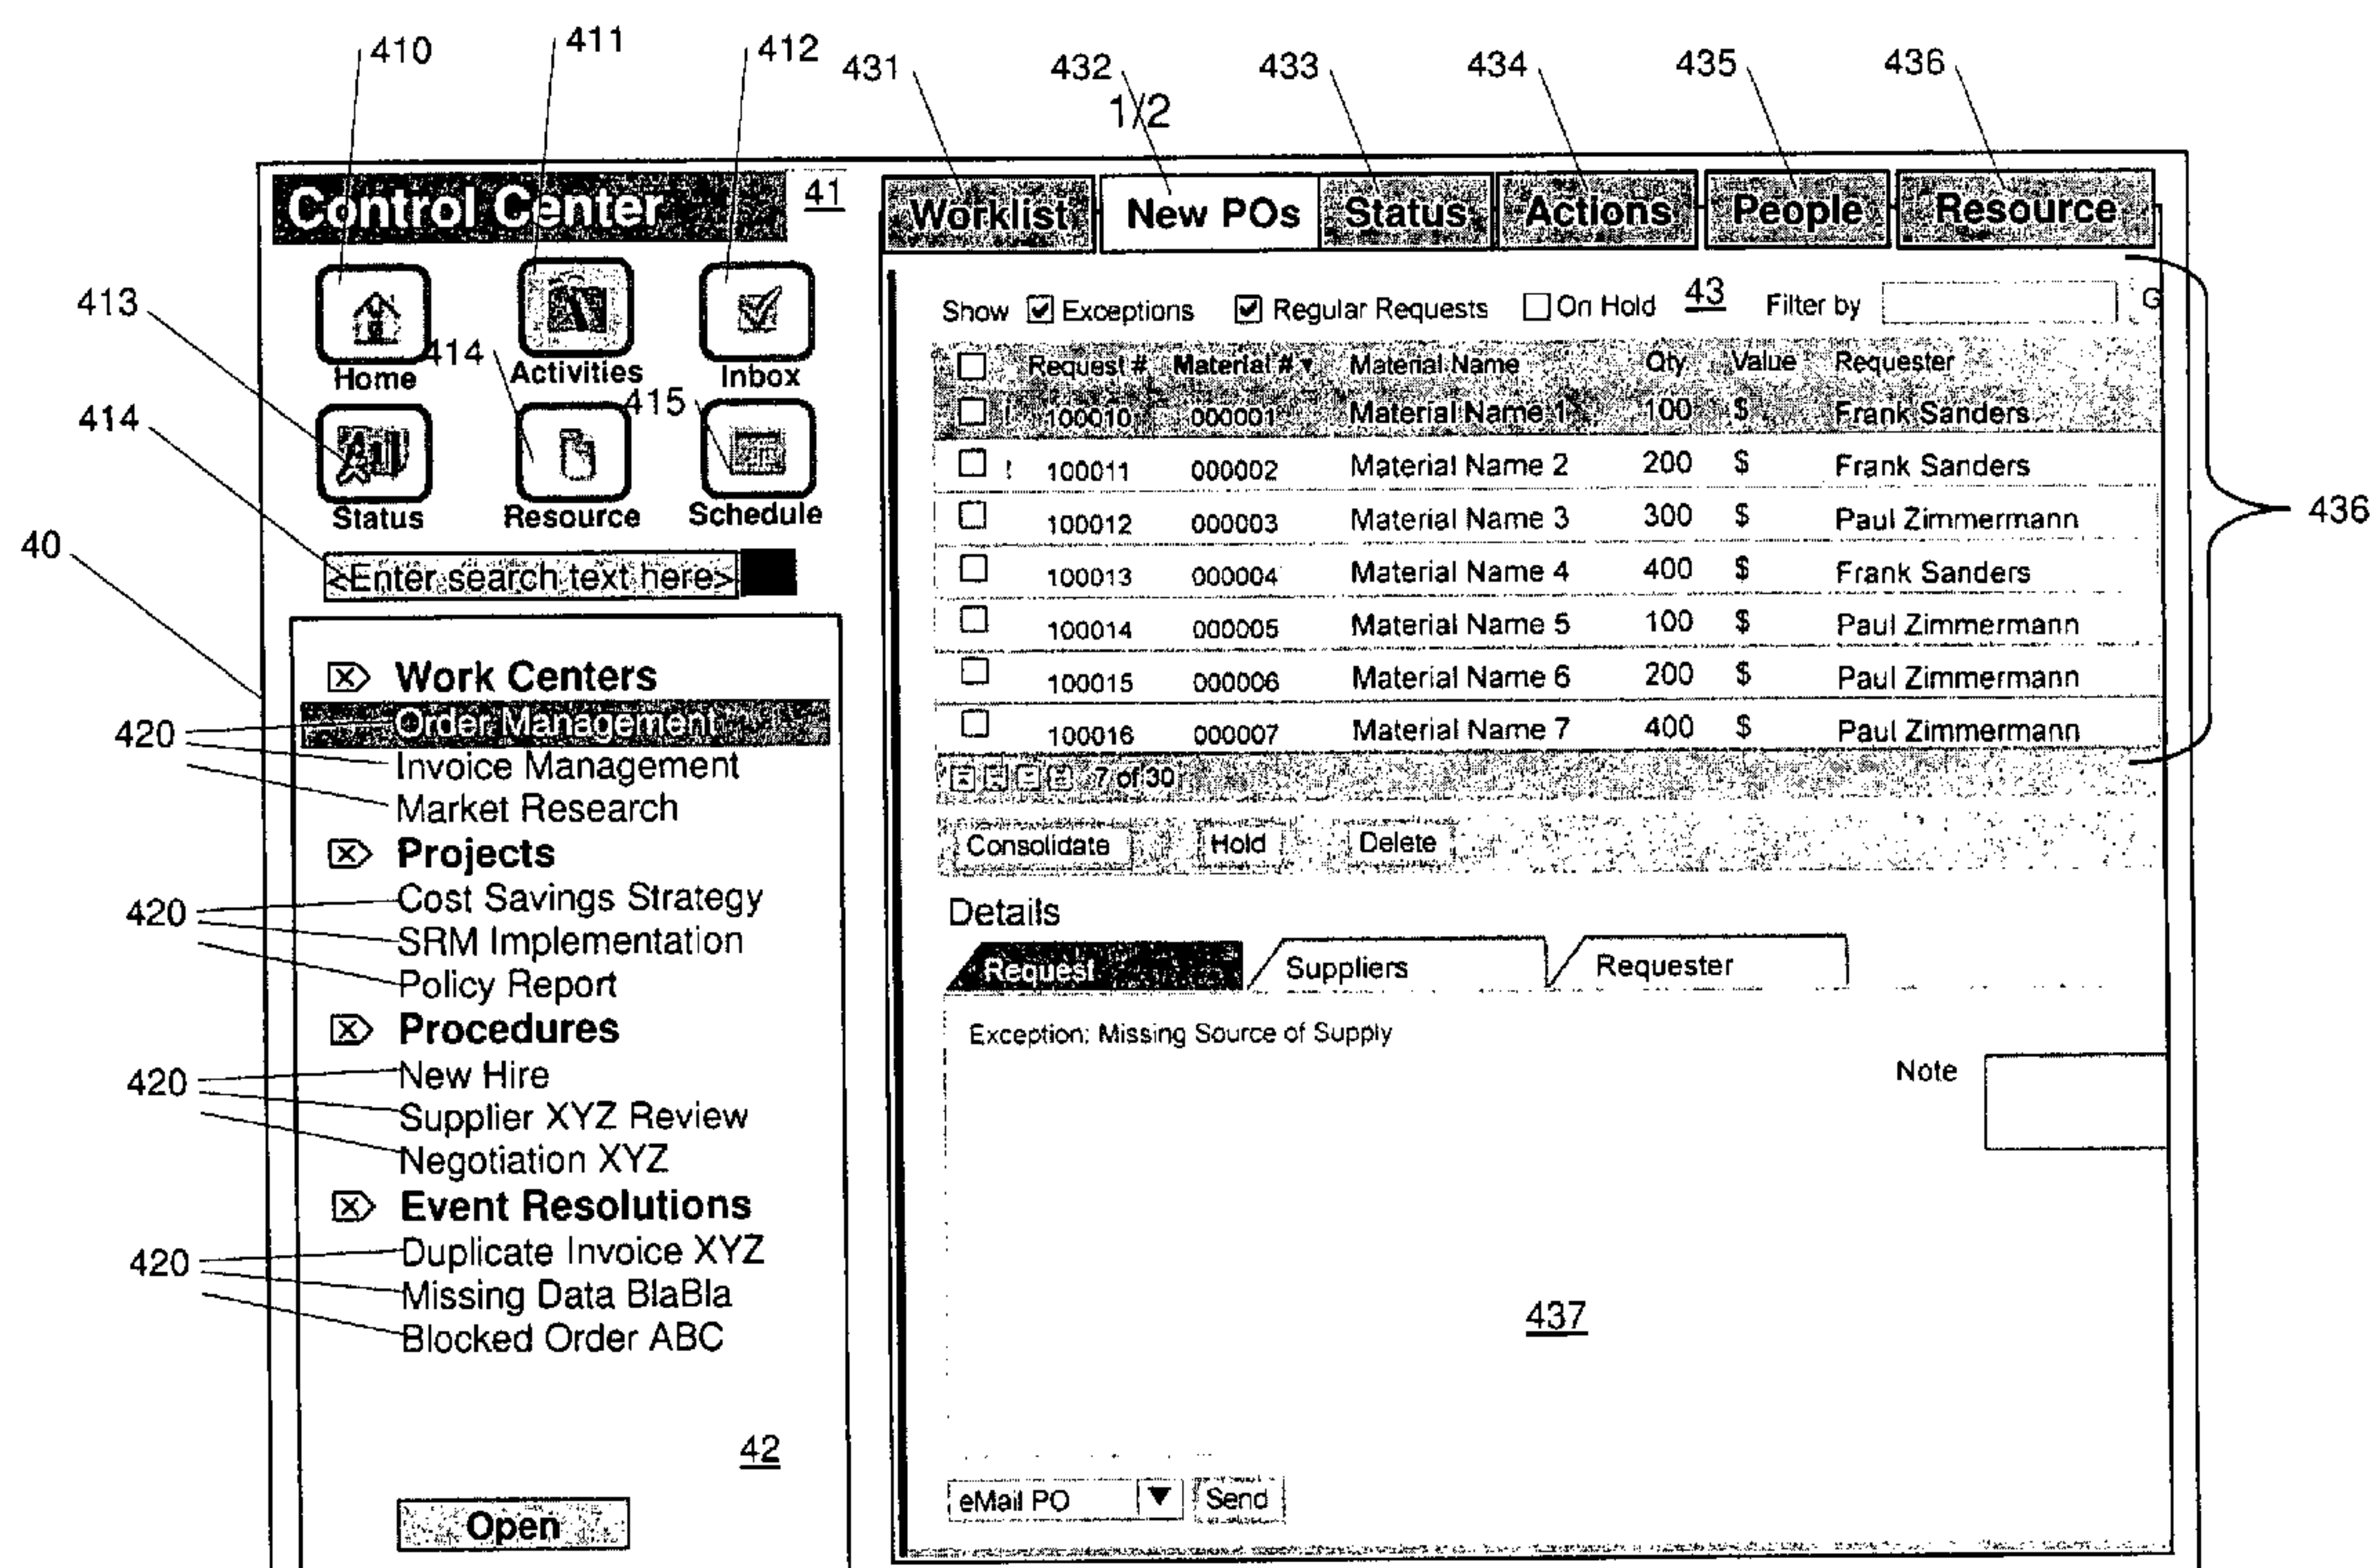 410 411 412 431 432 433 434 435 436
1/2
Control Center 41
Worklist New POs Status Actions People Resource
413 414 415
Home Activities Inbox
414
Status Resource Schedule
40
<Enter search text here>
Work Centers
420
Order Management
Invoice Management
Market Research
Projects
420
Cost Savings Strategy
SRM Implementation
Policy Report
Procedures
420
New Hire
Supplier XYZ Review
Negotiation XYZ
Event Resolutions
420
Duplicate Invoice XYZ
Missing Data BlaBla
Blocked Order ABC
42
Open
Show Exceptions Regular Requests On Hold 43 Filter by G
Request # Material # Material Name Qty Value Requester
! 100010 000001 Material Name 1 100 $ Frank Sanders
! 100011 000002 Material Name 2 200 $ Frank Sanders
100012 000003 Material Name 3 300 $ Paul Zimmermann
436
100013 000004 Material Name 4 400 $ Frank Sanders
100014 000005 Material Name 5 100 $ Paul Zimmermann
100015 000006 Material Name 6 200 $ Paul Zimmermann
100016 000007 Material Name 7 400 $ Paul Zimmermann
7 of 30
Consolidate Hold Delete
Details
Request Suppliers Requester
Exception: Missing Source of Supply
Note
437
eMail PO Send